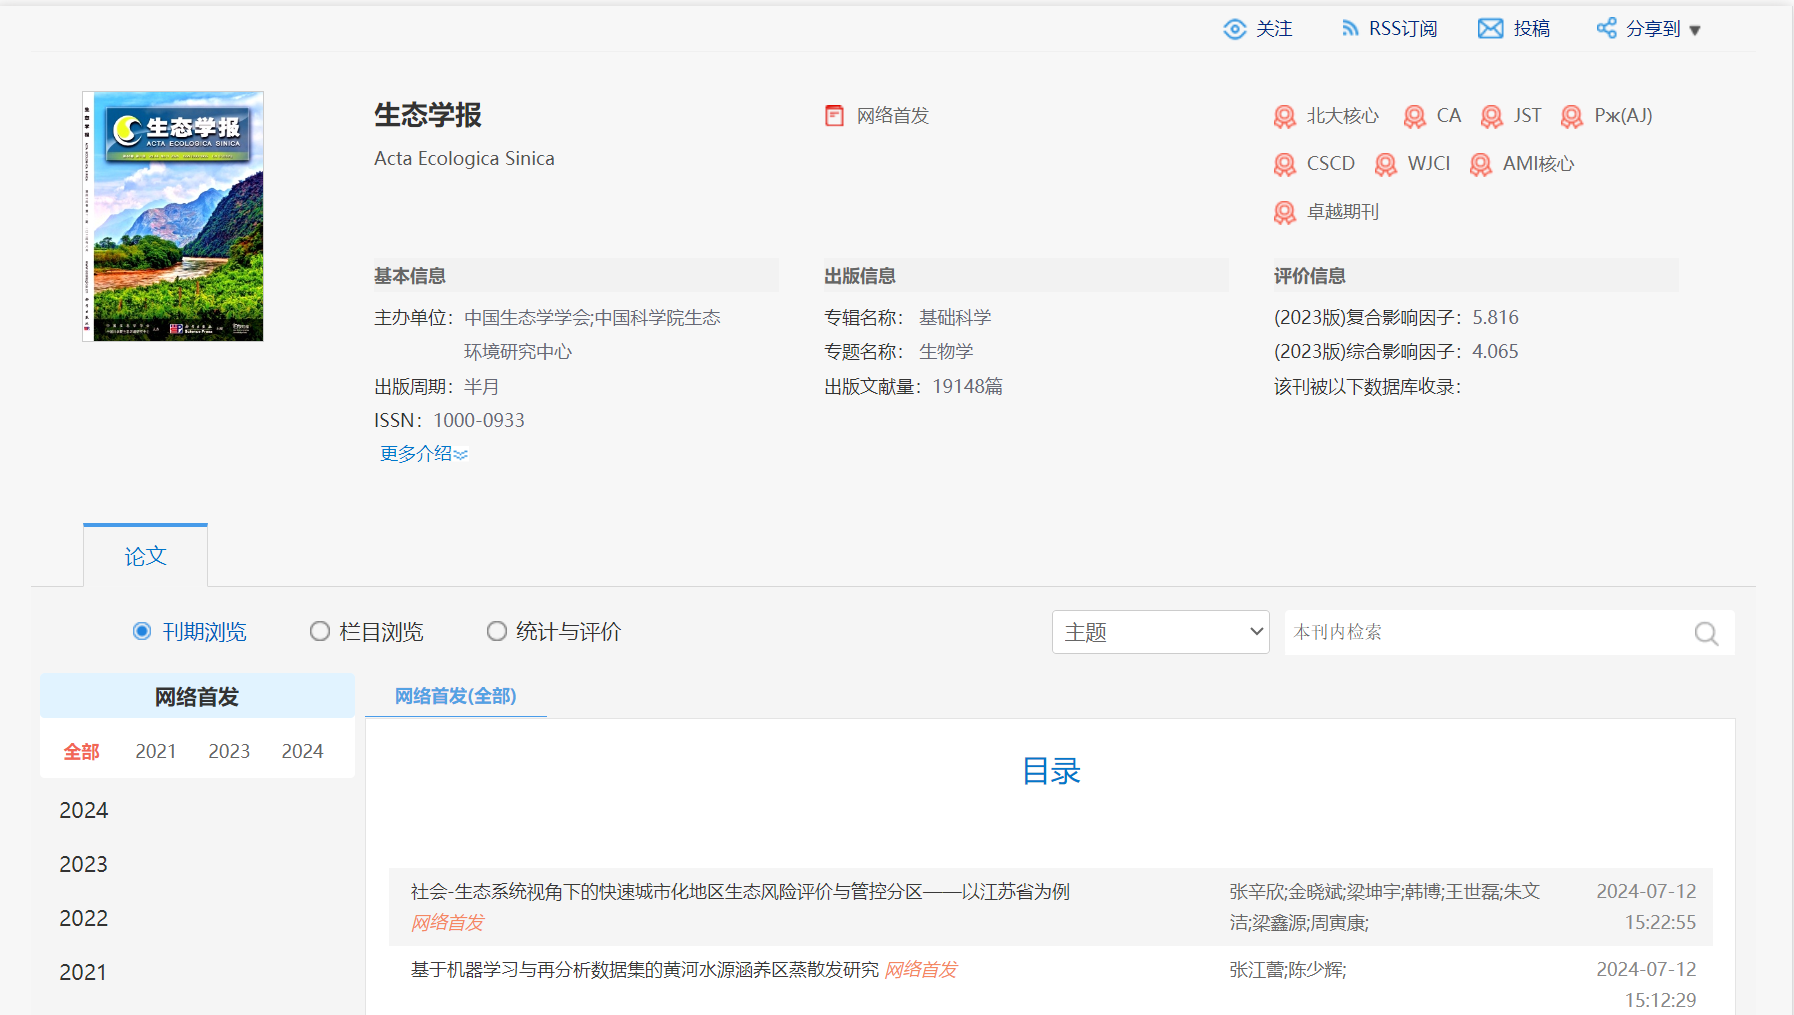 关注
RSS订阅
投稿
分享到
生态学报
ACTA ECOLOGICA SINICA
生态学报
Acta Ecologica Sinica
网络首发
北大核心 CA JST Рж(AJ)
CSCD WJCI AMI核心
卓越期刊
基本信息
主办单位：中国生态学学会;中国科学院生态
环境研究中心
出版周期：半月
ISSN：1000-0933
更多介绍
出版信息
专辑名称：基础科学
专题名称：生物学
出版文献量：19148篇
评价信息
(2023版)复合影响因子：5.816
(2023版)综合影响因子：4.065
该刊被以下数据库收录：
论文
刊期浏览
栏目浏览
统计与评价
主题
本刊内检索
网络首发
全部 2021 2023 2024
2024
2023
2022
2021
网络首发(全部)
目录
社会-生态系统视角下的快速城市化地区生态风险评价与管控分区——以江苏省为例
网络首发
张辛欣;金晓斌;梁坤宇;韩博;王世磊;朱文
洁;梁鑫源;周寅康;
2024-07-12
15:22:55
基于机器学习与再分析数据集的黄河水源涵养区蒸散发研究 网络首发
张江蕾;陈少辉;
2024-07-12
15:12:29